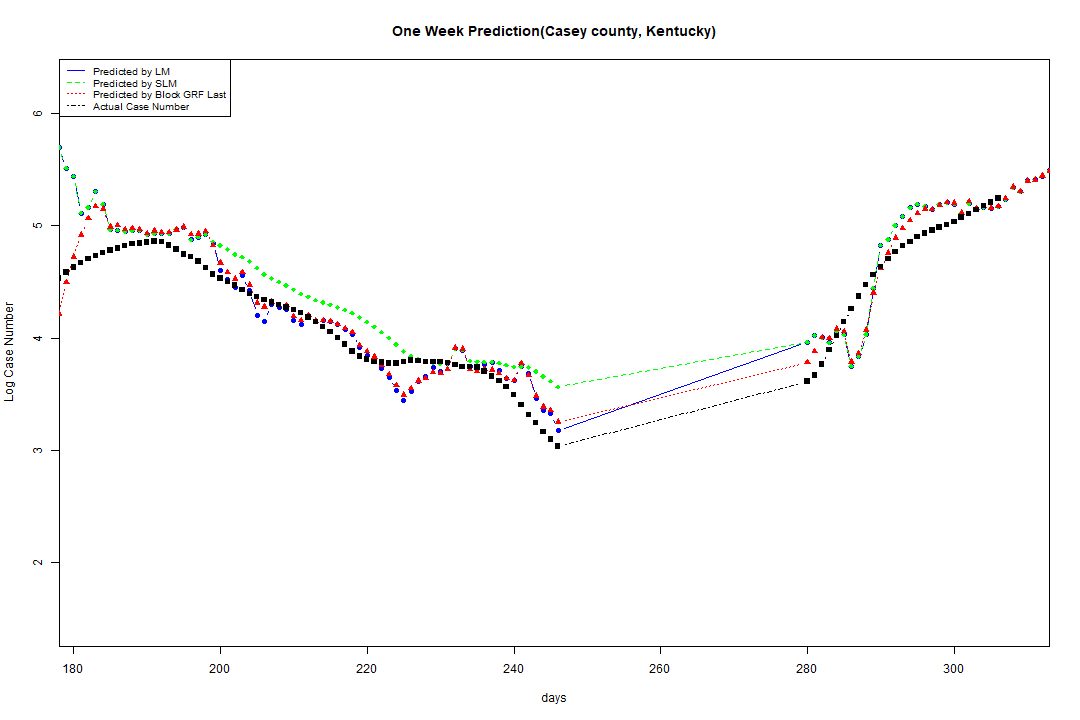 One Week Prediction(Casey county, Kentucky)
Predicted by LM
Predicted by SLM
Predicted by Block GRF Last
Actual Case Number
6
5
4
3
2
Log Case Number
180 200 220 240 260 280 300
days